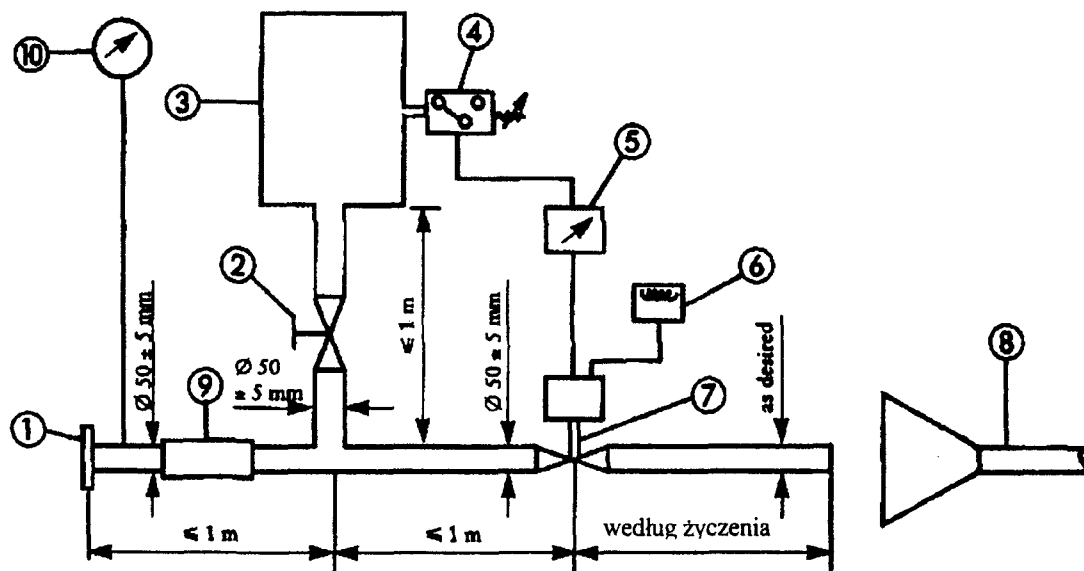 10
4
3
5
2
6
≤ 1 m
Ø 50 ± 5 mm
Ø 50 ± 5 mm
as desired
9
Ø 50
± 5 mm
7
8
1
≤ 1 m
≤ 1 m
według życzenia